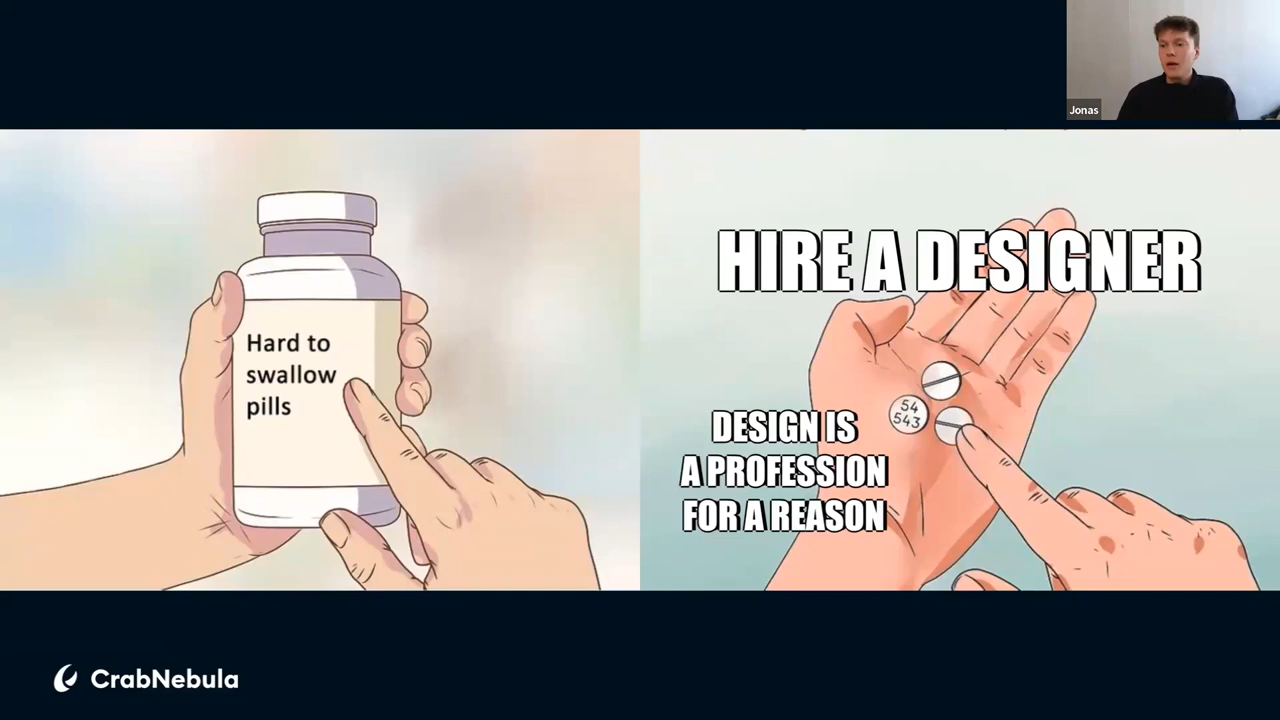 Jonas
Hard to
swallow
pills
HIRE A DESIGNER
54
543
DESIGN IS
A PROFESSION
FOR A REASON
CrabNebula